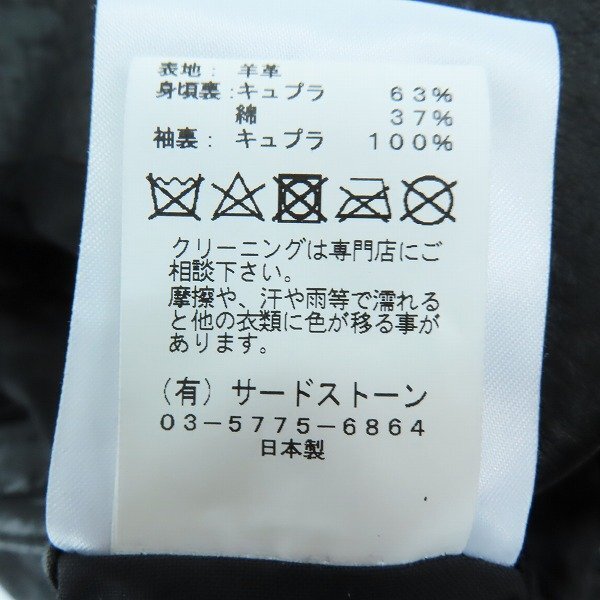 表地： 羊革
身頃裏：キュプラ ６３％
綿 ３７％
袖裏： キュプラ １００％
クリーニングは専門店にご
相談下さい。
摩擦や、汗や雨等で濡れる
と他の衣類に色が移る事が
あります。
（有）サードストーン
０３－５７７５－６８６４
日本製